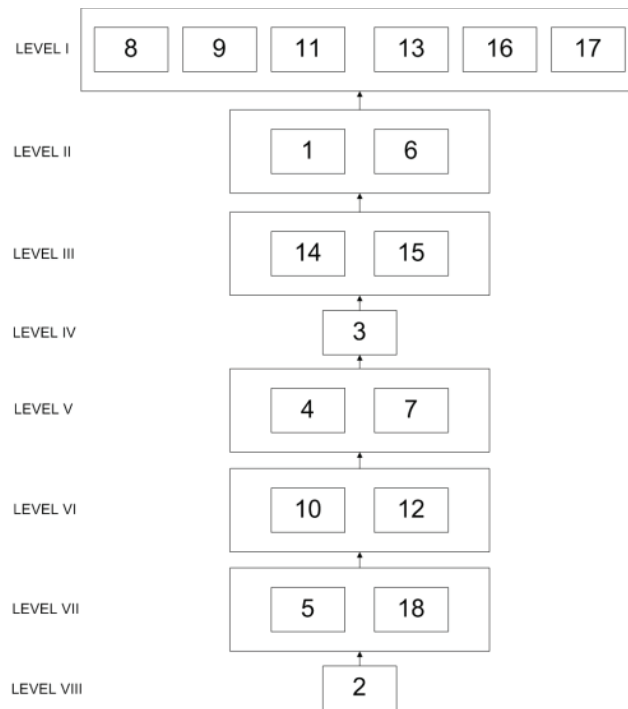 LEVEL I 8 9 11 13 16 17
LEVEL II 1 6
LEVEL III 14 15
LEVEL IV 3
LEVEL V 4 7
LEVEL VI 10 12
LEVEL VII 5 18
LEVEL VIII 2